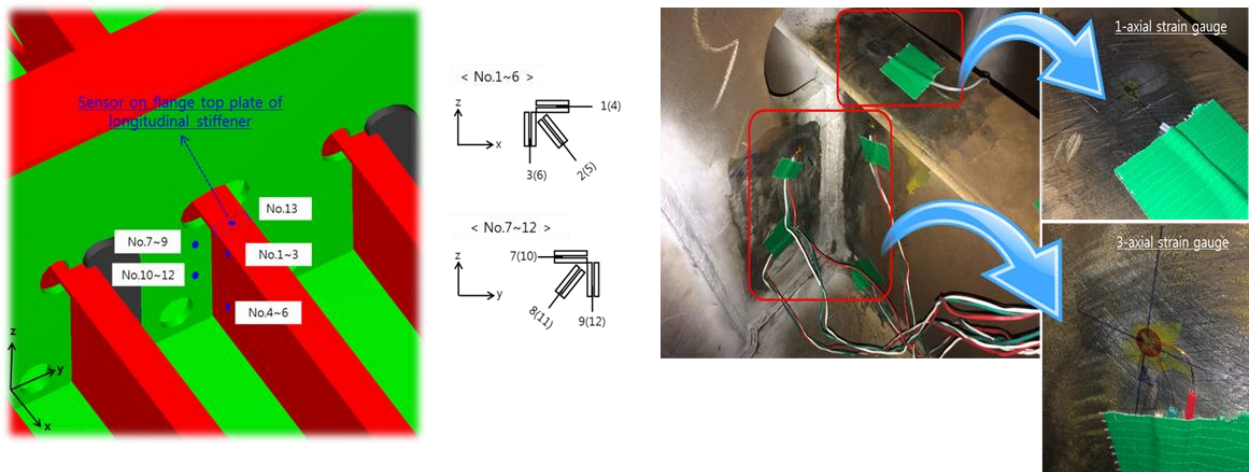 Sensor on flange top plate of
longitudinal stiffener
No.13
No.7~9
No.1~3
No.10~12
No.4~6
z
y
x
< No.1~6 >
z
x
1(4)
2(5)
3(6)
< No.7~12 >
z
y
7(10)
8(11)
9(12)
1-axial strain gauge
3-axial strain gauge